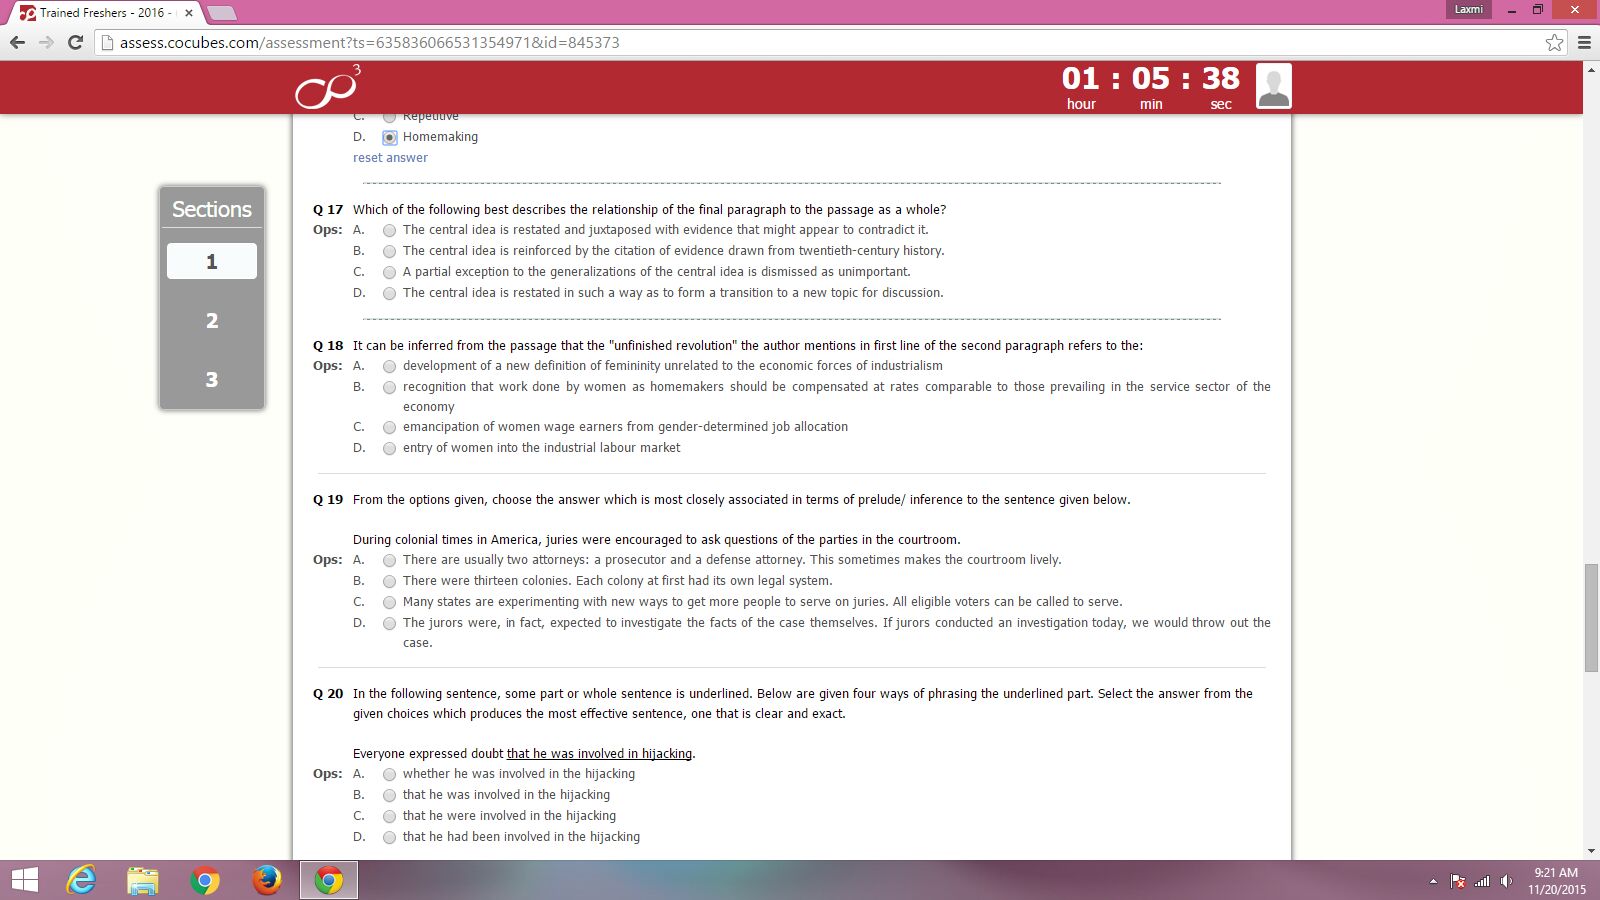 Trained Freshers - 2016 -
Laxmi
assess.cocubes.com/assessment?ts=635836066531354971&id=845373
3
01 : 05 : 38
hour min sec
C. Repetitive
D. Homemaking
reset answer
Sections
1
2
3
Q 17 Which of the following best describes the relationship of the final paragraph to the passage as a whole?
Ops: A. The central idea is restated and juxtaposed with evidence that might appear to contradict it.
B. The central idea is reinforced by the citation of evidence drawn from twentieth-century history.
C. A partial exception to the generalizations of the central idea is dismissed as unimportant.
D. The central idea is restated in such a way as to form a transition to a new topic for discussion.
Q 18 It can be inferred from the passage that the "unfinished revolution" the author mentions in first line of the second paragraph refers to the:
Ops: A. development of a new definition of femininity unrelated to the economic forces of industrialism
B. recognition that work done by women as homemakers should be compensated at rates comparable to those prevailing in the service sector of the
economy
C. emancipation of women wage earners from gender-determined job allocation
D. entry of women into the industrial labour market
Q 19 From the options given, choose the answer which is most closely associated in terms of prelude/ inference to the sentence given below.
During colonial times in America, juries were encouraged to ask questions of the parties in the courtroom.
Ops: A. There are usually two attorneys: a prosecutor and a defense attorney. This sometimes makes the courtroom lively.
B. There were thirteen colonies. Each colony at first had its own legal system.
C. Many states are experimenting with new ways to get more people to serve on juries. All eligible voters can be called to serve.
D. The jurors were, in fact, expected to investigate the facts of the case themselves. If jurors conducted an investigation today, we would throw out the
case.
Q 20 In the following sentence, some part or whole sentence is underlined. Below are given four ways of phrasing the underlined part. Select the answer from the
given choices which produces the most effective sentence, one that is clear and exact.
Everyone expressed doubt that he was involved in hijacking.
Ops: A. whether he was involved in the hijacking
B. that he was involved in the hijacking
C. that he were involved in the hijacking
D. that he had been involved in the hijacking
9:21 AM
11/20/2015